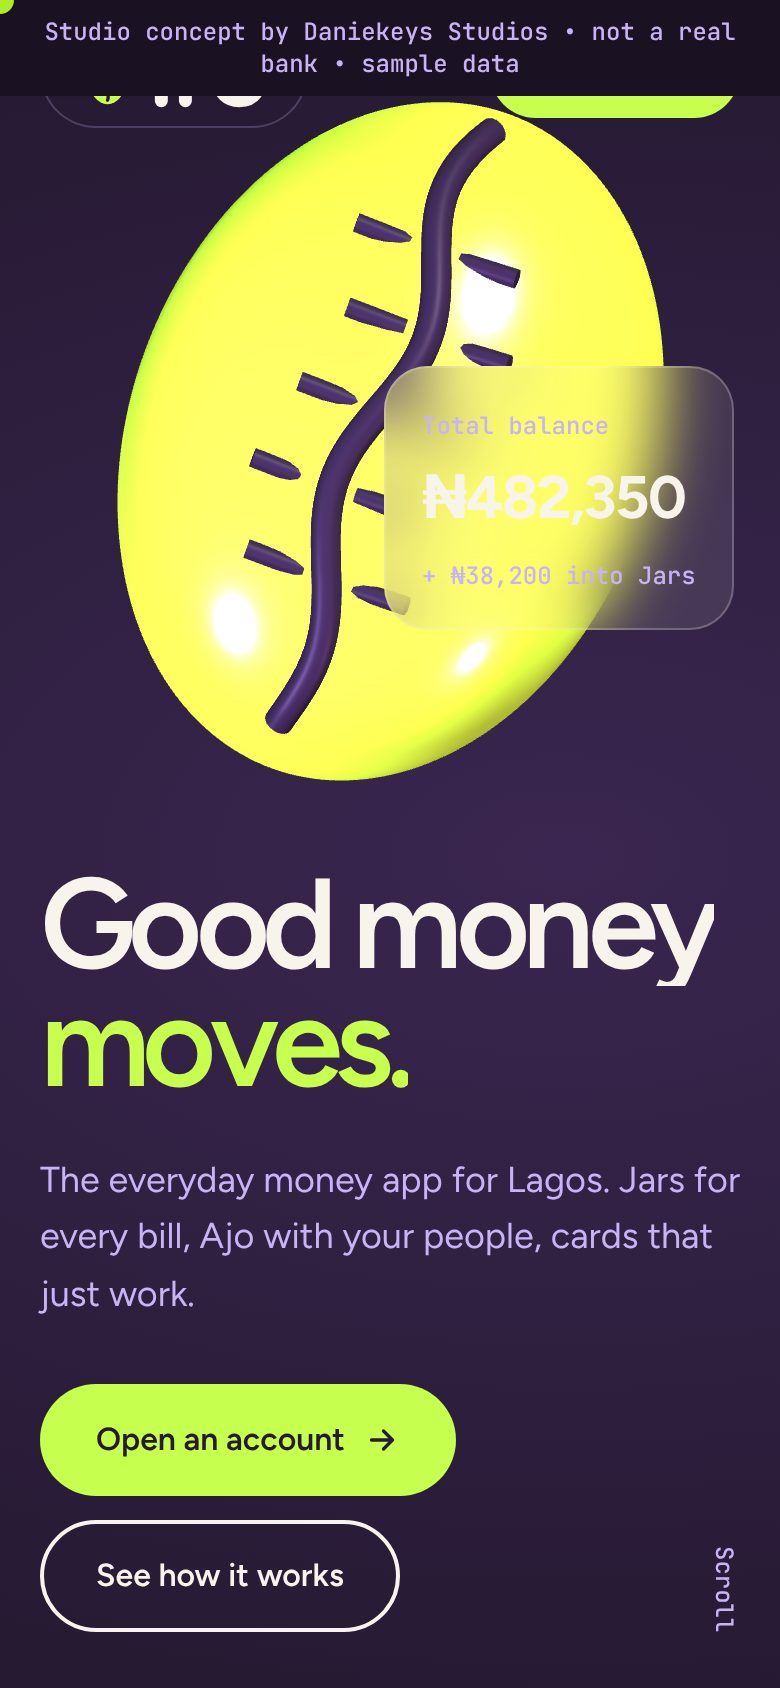 Studio concept by Daniekeys Studios • not a real
bank • sample data
Total balance
₦482,350
+ ₦38,200 into Jars
Good money
moves.
The everyday money app for Lagos. Jars for
every bill, Ajo with your people, cards that
just work.
Open an account →
See how it works
Scroll